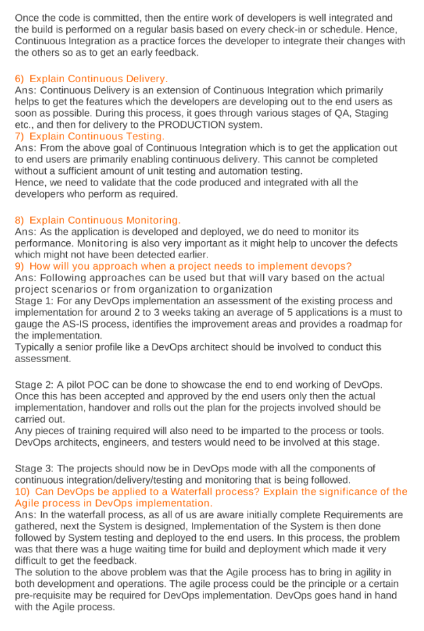 Once the code is committed, then the entire work of developers is well integrated and
the build is performed on a regular basis based on every check-in or schedule. Hence,
Continuous Integration as a practice forces the developer to integrate their changes with
the others so as to get an early feedback.
6) Explain Continuous Delivery.
Ans: Continuous Delivery is an extension of Continuous Integration which primarily
helps to get the features which the developers are developing out to the end users as
soon as possible. During this process, it goes through various stages of QA, Staging
etc., and then for delivery to the PRODUCTION system.
7) Explain Continuous Testing.
Ans: From the above goal of Continuous Integration which is to get the application out
to end users are primarily enabling continuous delivery. This cannot be completed
without a sufficient amount of unit testing and automation testing.
Hence, we need to validate that the code produced and integrated with all the
developers who perform as required.
8) Explain Continuous Monitoring.
Ans: As the application is developed and deployed, we do need to monitor its
performance. Monitoring is also very important as it might help to uncover the defects
which might not have been detected earlier.
9) How will you approach when a project needs to implement devops?
Ans: Following approaches can be used but that will vary based on the actual
project scenarios or from organization to organization
Stage 1: For any DevOps implementation an assessment of the existing process and
implementation for around 2 to 3 weeks taking an average of 5 applications is a must to
gauge the AS-IS process, identifies the improvement areas and provides a roadmap for
the implementation.
Typically a senior profile like a DevOps architect should be involved to conduct this
assessment.
Stage 2: A pilot POC can be done to showcase the end to end working of DevOps.
Once this has been accepted and approved by the end users only then the actual
implementation, handover and rolls out the plan for the projects involved should be
carried out.
Any pieces of training required will also need to be imparted to the process or tools.
DevOps architects, engineers, and testers would need to be involved at this stage.
Stage 3: The projects should now be in DevOps mode with all the components of
continuous integration/delivery/testing and monitoring that is being followed.
10) Can DevOps be applied to a Waterfall process? Explain the significance of the
Agile process in DevOps implementation.
Ans: In the waterfall process, as all of us are aware initially complete Requirements are
gathered, next the System is designed, Implementation of the System is then done
followed by System testing and deployed to the end users. In this process, the problem
was that there was a huge waiting time for build and deployment which made it very
difficult to get the feedback.
The solution to the above problem was that the Agile process has to bring in agility in
both development and operations. The agile process could be the principle or a certain
pre-requisite may be required for DevOps implementation. DevOps goes hand in hand
with the Agile process.